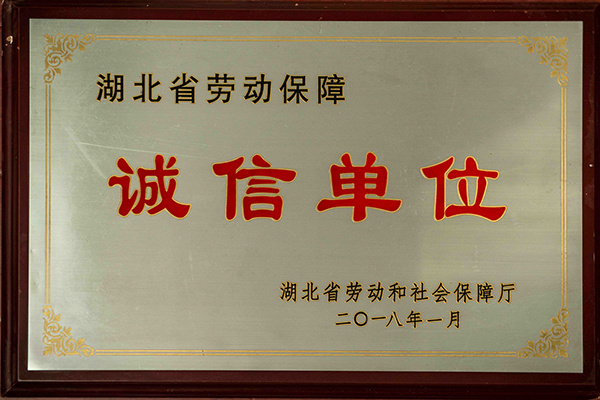 湖北省劳动保障
诚信单位
湖北省劳动和社会保障厅
二〇一八年一月